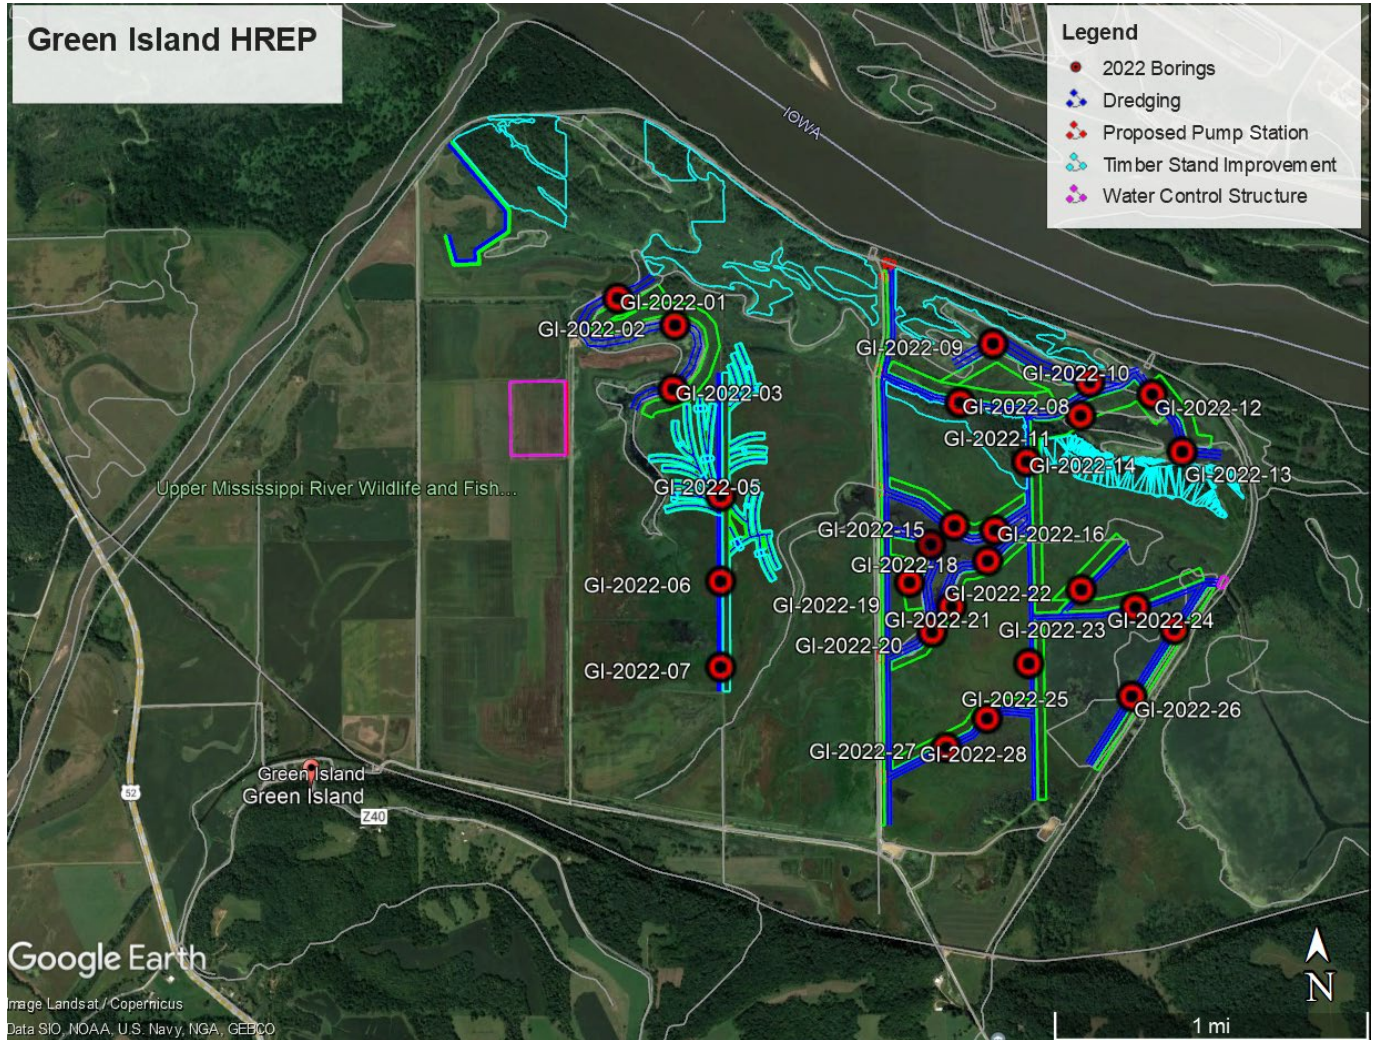 Green Island HREP
Legend
2022 Borings
Dredging
Proposed Pump Station
Timber Stand Improvement
Water Control Structure
IOWA
GI-2022-01
GI-2022-02
GI-2022-09
GI-2022-10
GI-2022-03
GI-2022-08
GI-2022-12
GI-2022-11
GI-2022-14
GI-2022-13
Upper Mississippi River Wildlife and Fish...
GI-2022-05
GI-2022-15
GI-2022-16
GI-2022-18
GI-2022-06
GI-2022-22
GI-2022-19
GI-2022-21
GI-2022-24
GI-2022-23
GI-2022-20
GI-2022-07
GI-2022-25
GI-2022-26
GI-2022-27
GI-2022-28
Green Island
Green Island
52
Z40
Google Earth
Image Landsat / Copernicus
Data SIO, NOAA, U.S. Navy, NGA, GEBCO
N
1 mi